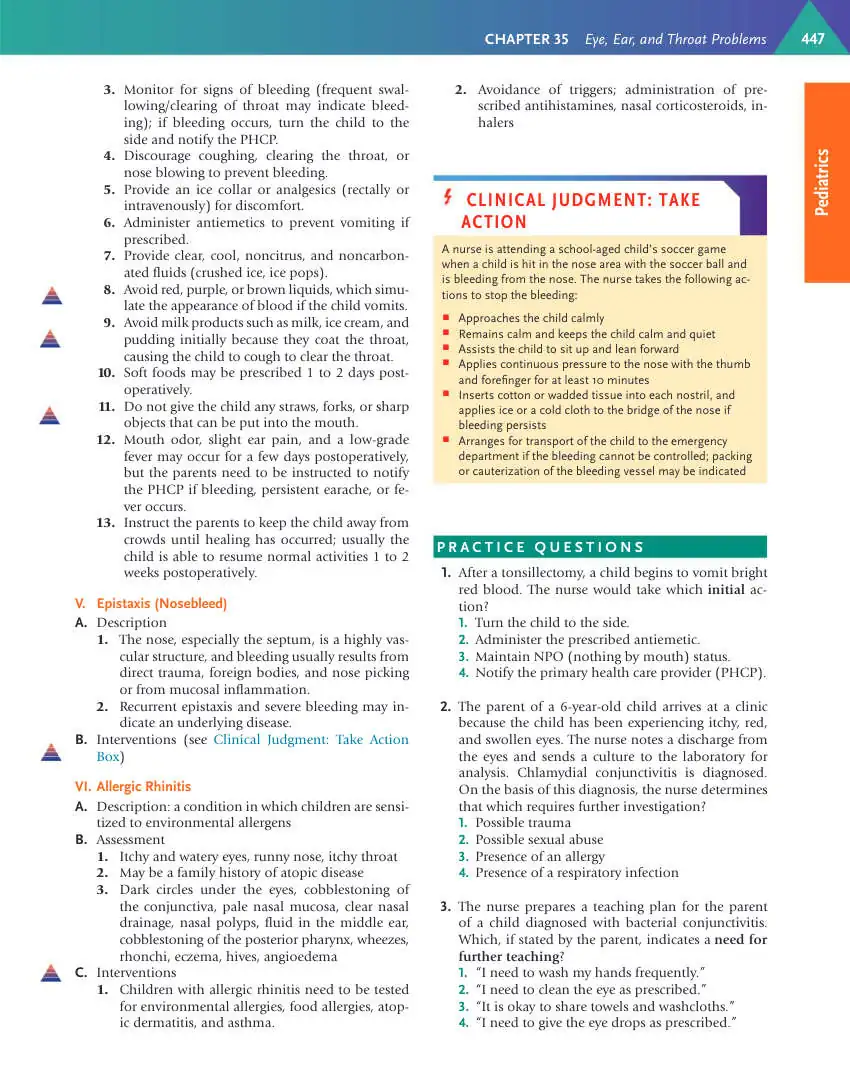 CHAPTER 35 Eye, Ear, and Throat Problems 447
3. Monitor for signs of bleeding (frequent swal-
lowing/clearing of throat may indicate bleed-
ing); if bleeding occurs, turn the child to the
side and notify the PHCP.
4. Discourage coughing, clearing the throat, or
nose blowing to prevent bleeding.
5. Provide an ice collar or analgesics (rectally or
intravenously) for discomfort.
6. Administer antiemetics to prevent vomiting if
prescribed.
7. Provide clear, cool, noncitrus, and noncarbon-
ated fluids (crushed ice, ice pops).
8. Avoid red, purple, or brown liquids, which simu-
late the appearance of blood if the child vomits.
9. Avoid milk products such as milk, ice cream, and
pudding initially because they coat the throat,
causing the child to cough to clear the throat.
10. Soft foods may be prescribed 1 to 2 days post-
operatively.
11. Do not give the child any straws, forks, or sharp
objects that can be put into the mouth.
12. Mouth odor, slight ear pain, and a low-grade
fever may occur for a few days postoperatively,
but the parents need to be instructed to notify
the PHCP if bleeding, persistent earache, or fe-
ver occurs.
13. Instruct the parents to keep the child away from
crowds until healing has occurred; usually the
child is able to resume normal activities 1 to 2
weeks postoperatively.
V. Epistaxis (Nosebleed)
A. Description
1. The nose, especially the septum, is a highly vas-
cular structure, and bleeding usually results from
direct trauma, foreign bodies, and nose picking
or from mucosal inflammation.
2. Recurrent epistaxis and severe bleeding may in-
dicate an underlying disease.
B. Interventions (see Clinical Judgment: Take Action
Box)
VI. Allergic Rhinitis
A. Description: a condition in which children are sensi-
tized to environmental allergens
B. Assessment
1. Itchy and watery eyes, runny nose, itchy throat
2. May be a family history of atopic disease
3. Dark circles under the eyes, cobblestoning of
the conjunctiva, pale nasal mucosa, clear nasal
drainage, nasal polyps, fluid in the middle ear,
cobblestoning of the posterior pharynx, wheezes,
rhonchi, eczema, hives, angioedema
C. Interventions
1. Children with allergic rhinitis need to be tested
for environmental allergies, food allergies, atop-
ic dermatitis, and asthma.
2. Avoidance of triggers; administration of pre-
scribed antihistamines, nasal corticosteroids, in-
halers
CLINICAL JUDGMENT: TAKE
ACTION
A nurse is attending a school-aged child's soccer game
when a child is hit in the nose area with the soccer ball and
is bleeding from the nose. The nurse takes the following ac-
tions to stop the bleeding:
▪ Approaches the child calmly
▪ Remains calm and keeps the child calm and quiet
▪ Assists the child to sit up and lean forward
▪ Applies continuous pressure to the nose with the thumb
and forefinger for at least 10 minutes
▪ Inserts cotton or wadded tissue into each nostril, and
applies ice or a cold cloth to the bridge of the nose if
bleeding persists
▪ Arranges for transport of the child to the emergency
department if the bleeding cannot be controlled; packing
or cauterization of the bleeding vessel may be indicated
PRACTICE QUESTIONS
1. After a tonsillectomy, a child begins to vomit bright
red blood. The nurse would take which initial ac-
tion?
1. Turn the child to the side.
2. Administer the prescribed antiemetic.
3. Maintain NPO (nothing by mouth) status.
4. Notify the primary health care provider (PHCP).
2. The parent of a 6-year-old child arrives at a clinic
because the child has been experiencing itchy, red,
and swollen eyes. The nurse notes a discharge from
the eyes and sends a culture to the laboratory for
analysis. Chlamydial conjunctivitis is diagnosed.
On the basis of this diagnosis, the nurse determines
that which requires further investigation?
1. Possible trauma
2. Possible sexual abuse
3. Presence of an allergy
4. Presence of a respiratory infection
3. The nurse prepares a teaching plan for the parent
of a child diagnosed with bacterial conjunctivitis.
Which, if stated by the parent, indicates a need for
further teaching?
1. "I need to wash my hands frequently."
2. "I need to clean the eye as prescribed."
3. "It is okay to share towels and washcloths."
4. "I need to give the eye drops as prescribed."
Pediatrics